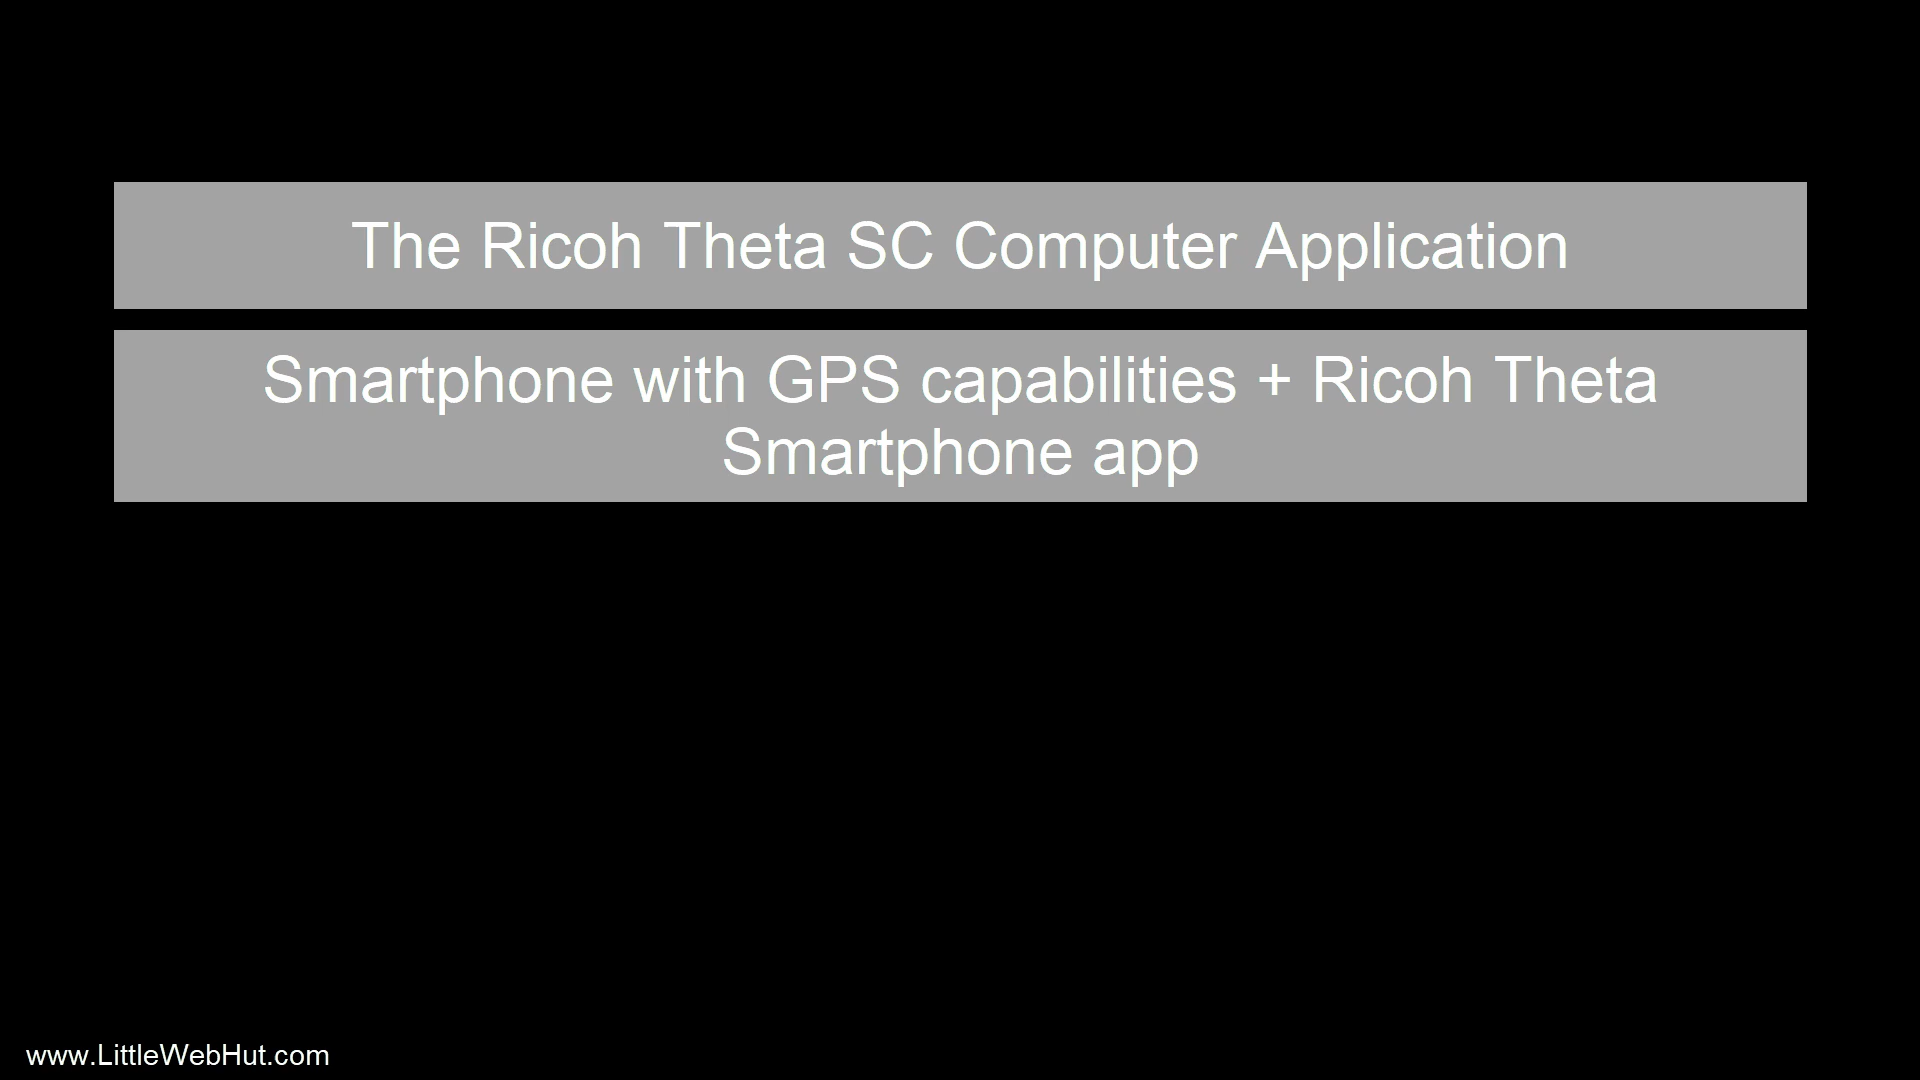 The Ricoh Theta SC Computer Application
Smartphone with GPS capabilities + Ricoh Theta
Smartphone app
www.LittleWebHut.com